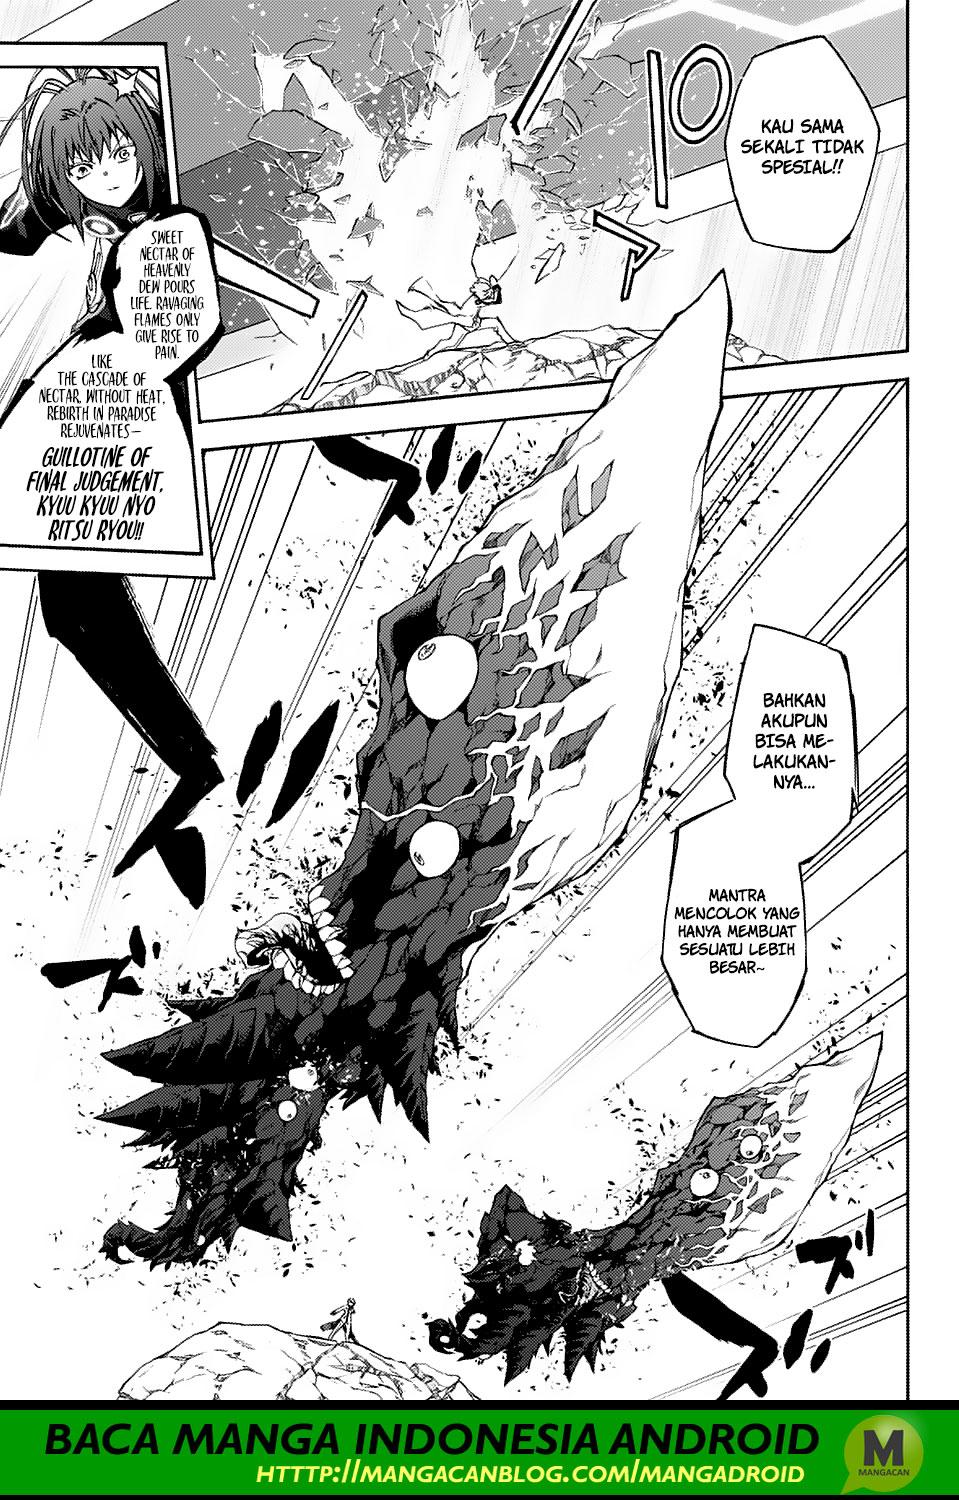 KAU SAMA
SEKALI TIDAK
SPESIAL!!
SWEET
NECTAR OF
HEAVENLY
DEW POURS
LIFE. RAVAGING
FLAMES ONLY
GIVE RISE TO
PAIN.
LIKE
THE CASCADE OF
NECTAR, WITHOUT HEAT,
REBIRTH IN PARADISE
REJUVENATES—
GUILLOTINE OF
FINAL JUDGEMENT,
KYUU KYUU NYO
RITSU RYOU!!
BAHKAN
AKUPUN
BISA ME-
LAKUKAN-
NYA...
MANTRA
MENCOLOK YANG
HANYA MEMBUAT
SESUATU LEBIH
BESAR~
BACA MANGA INDONESIA ANDROID
HTTTP://MANGACANBLOG.COM/MANGADROID
M
MANGACAN